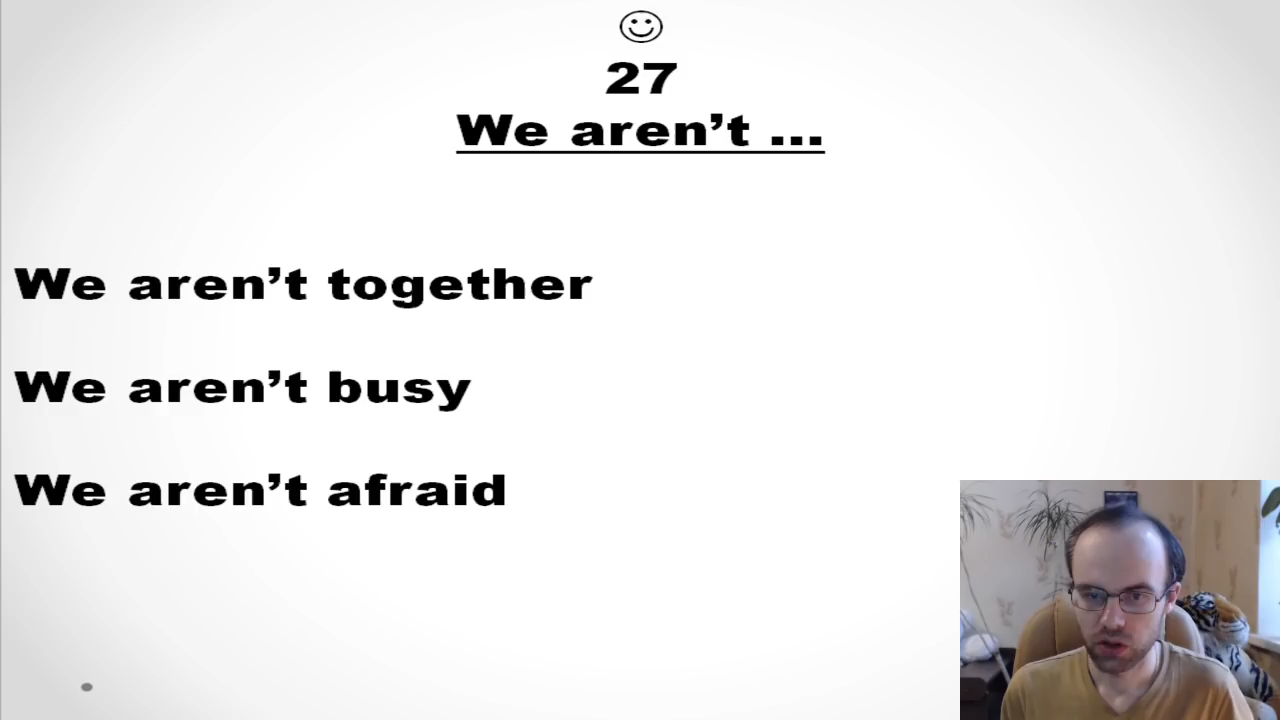 27
We aren’t ...
We aren’t together
We aren’t busy
We aren’t afraid